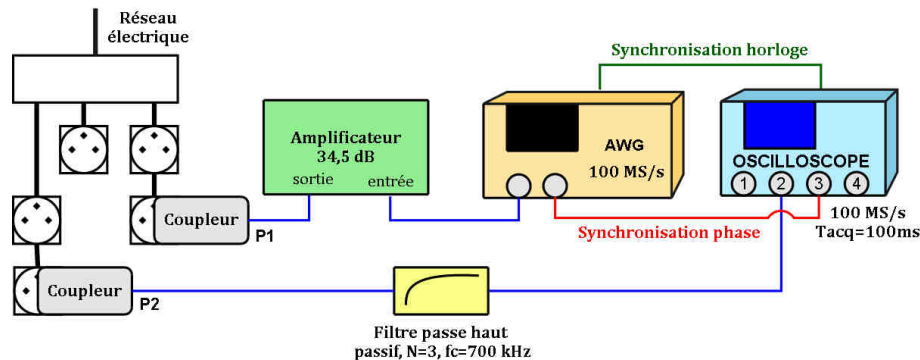 Réseau
électrique
Synchronisation horloge
Amplificateur
34,5 dB
sortie entrée
AWG
100 MS/s
OSCILLOSCOPE
1 2 3 4
Coupleur
P1
Synchronisation phase
100 MS/s
Tacq=100ms
Coupleur
P2
Filtre passe haut
passif, N=3, fc=700 kHz